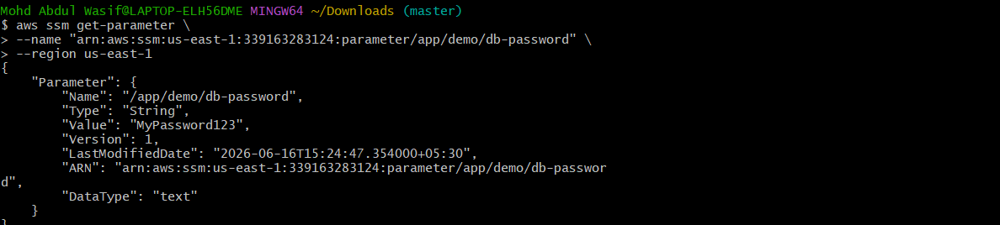 Mohd Abdul Wasif@LAPTOP-ELH56DME MINGW64 ~/Downloads (master)
$ aws ssm get-parameter \
> --name "arn:aws:ssm:us-east-1:339163283124:parameter/app/demo/db-password" \
> --region us-east-1
{
    "Parameter": {
        "Name": "/app/demo/db-password",
        "Type": "String",
        "Value": "MyPassword123",
        "Version": 1,
        "LastModifiedDate": "2026-06-16T15:24:47.354000+05:30",
        "ARN": "arn:aws:ssm:us-east-1:339163283124:parameter/app/demo/db-passwor
d",
        "DataType": "text"
    }
}